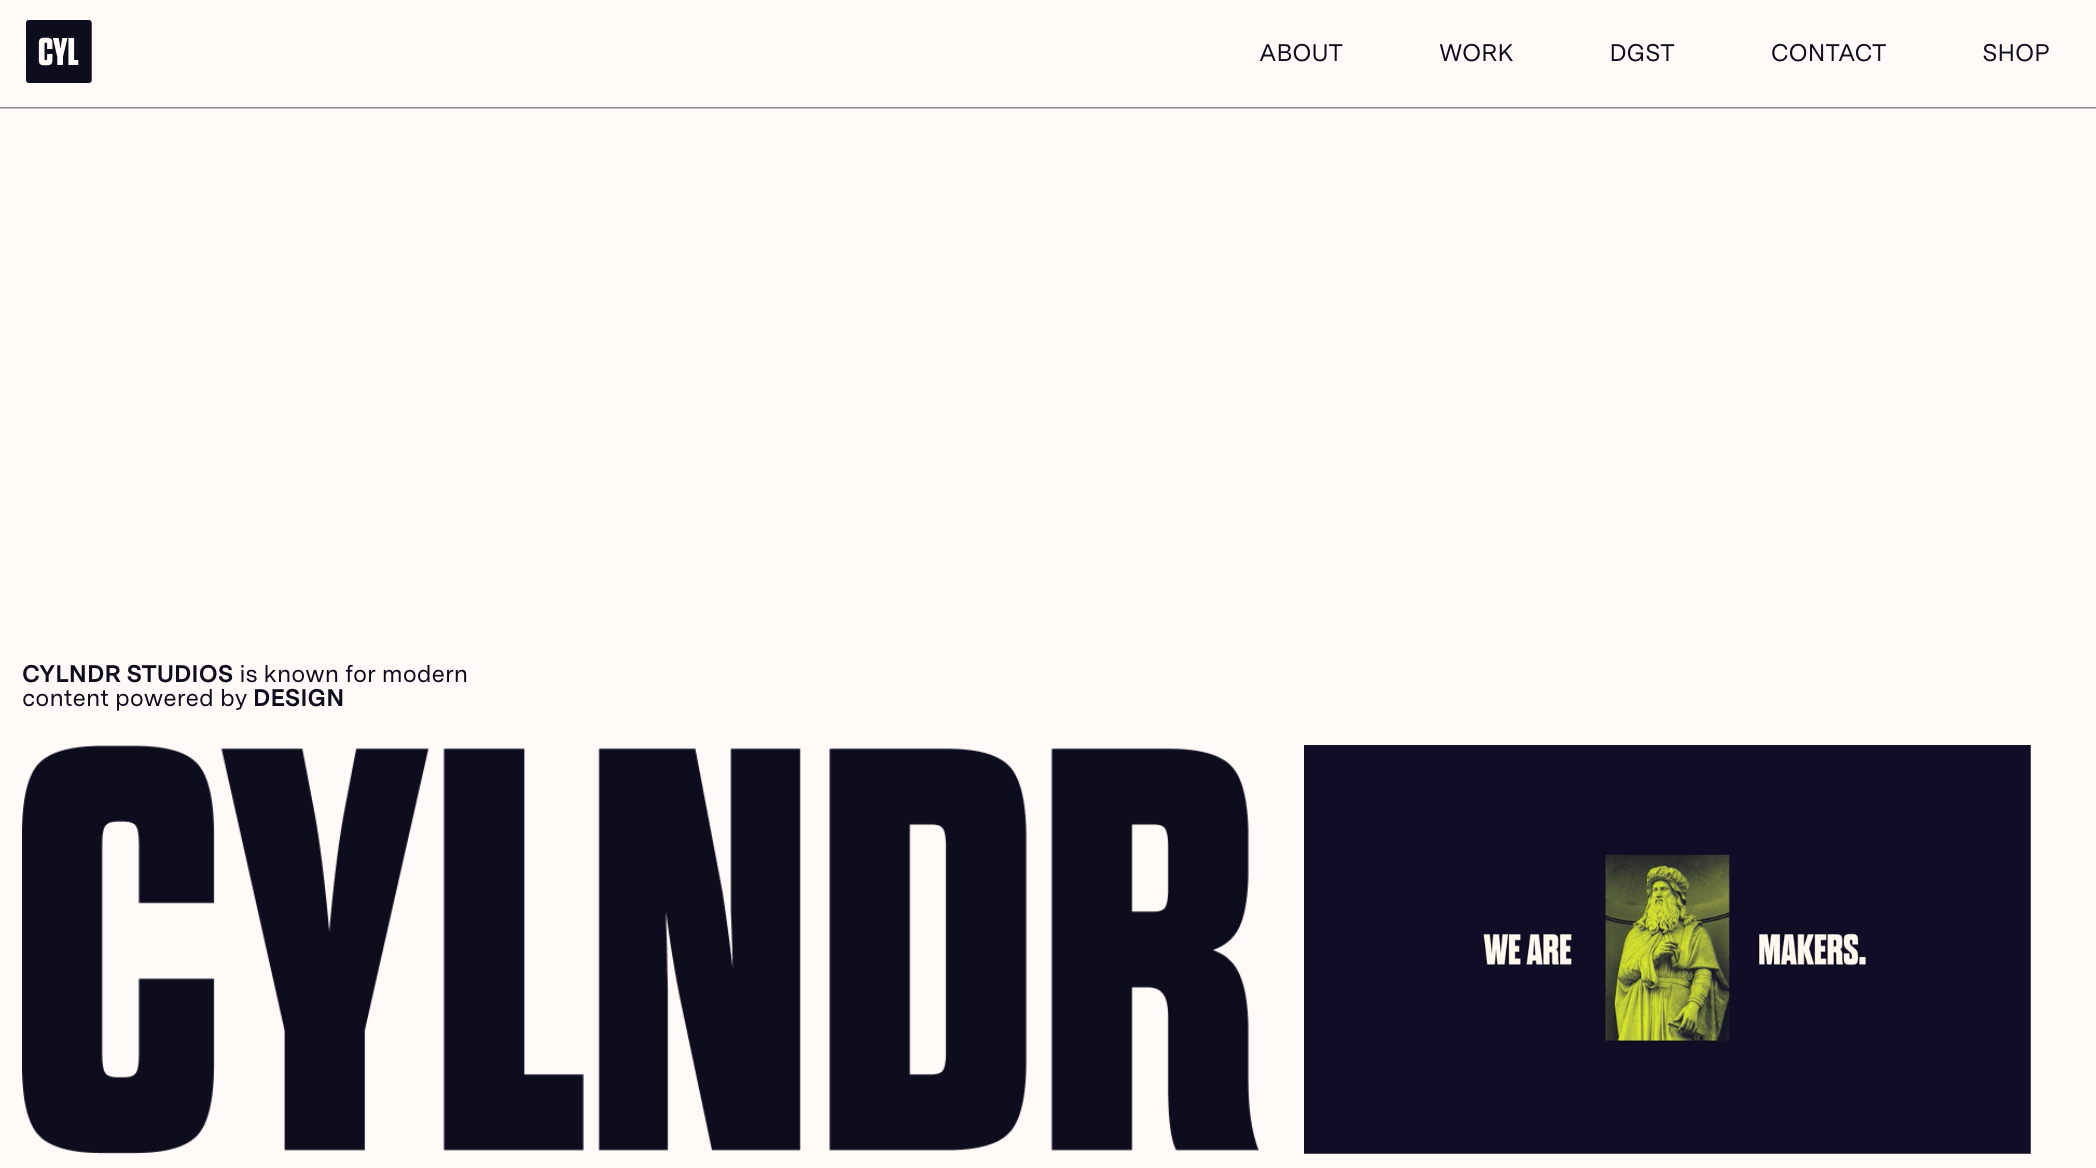 CYL
ABOUT
WORK
DGST
CONTACT
SHOP
CYLNDR STUDIOS is known for modern
content powered by DESIGN
CYLNDR
WE ARE
MAKERS.